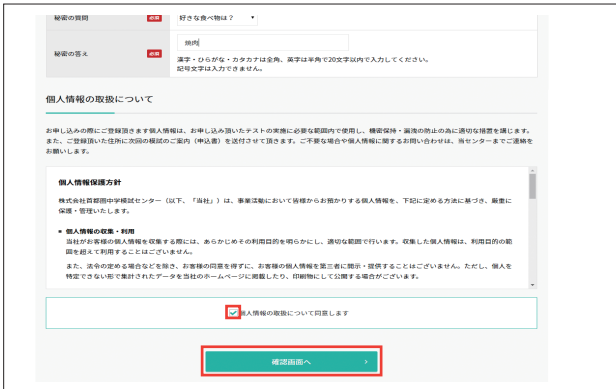 秘密の質問 必須 好きな食べ物は？
秘密の答え 必須 焼肉
漢字・ひらがな・カタカナは全角、英字は半角で20文字以内で入力してください。
記号文字は入力できません。
個人情報の取扱について
お申し込みの際にご登録頂きます個人情報は、お申し込み頂いたテストの実施に必要な範囲内で使用し、機密保持・漏洩の防止の為に適切な措置を講じます。
また、ご登録頂いた住所に次回の模試のご案内（申込書）を送付させて頂きます。ご不要な場合や個人情報に関するお問い合わせは、当センターまでご連絡を
お願いします。
個人情報保護方針
株式会社首都圏中学模試センター（以下、「当社」）は、事業活動において皆様からお預かりする個人情報を、下記に定める方法に基づき、厳重に
保護・管理いたします。
個人情報の収集・利用
当社がお客様の個人情報を収集する際には、あらかじめその利用目的を明らかにし、適切な範囲で行います。収集した個人情報は、利用目的の範
囲を超えて利用することはございません。
また、法令の定める場合などを除き、お客様の同意を得ずに、お客様の個人情報を第三者に開示・提供することはございません。ただし、個人を
特定できない形で集計されたデータを当社のホームページに掲載したり、印刷物にして公開する場合がございます。
個人情報の取扱について同意します
確認画面へ